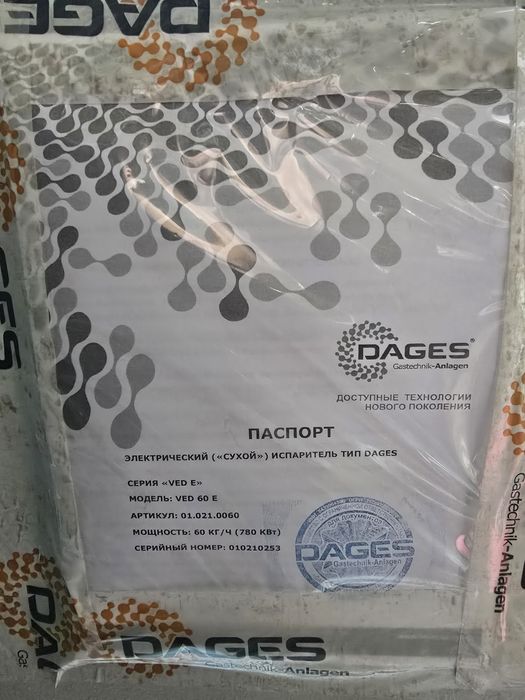 DAGES
DAGES®
Gastechnik-Anlagen
ДОСТУПНЫЕ ТЕХНОЛОГИИ
НОВОГО ПОКОЛЕНИЯ
ПАСПОРТ
ЭЛЕКТРИЧЕСКИЙ («СУХОЙ») ИСПАРИТЕЛЬ ТИП DAGES
СЕРИЯ «VED E»
МОДЕЛЬ: VED 60 E
АРТИКУЛ: 01.021.0060
МОЩНОСТЬ: 60 КГ/Ч (780 КВт)
СЕРИЙНЫЙ НОМЕР: 010210253
для документов
DAGES
Gastechnik-Anlagen
Gastechnik-Anlagen
DAGES
Gastechnik-Anlagen